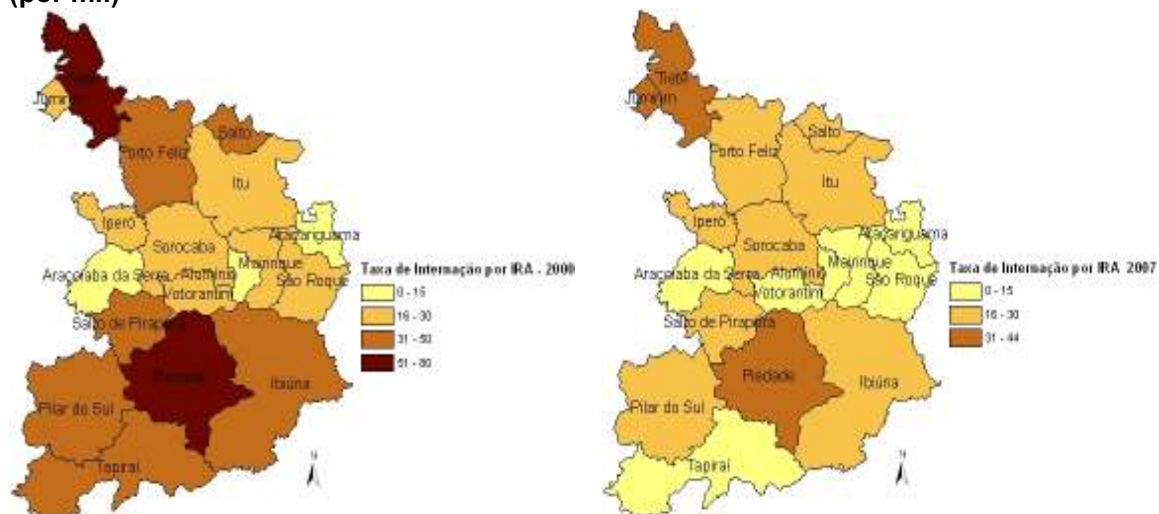 (por mil)
Tietê
Jumirim
Porto Feliz
Salto
Itu
Iperó
Sorocaba
Araçariguama
Mairinque
Araçoiaba da Serra
Alumínio
São Roque
Votorantim
Salto de Pirapora
Piedade
Ibiúna
Pilar do Sul
Tapiraí
N
Taxa de Internação por IRA - 2000
0 - 15
16 - 30
31 - 50
51 - 80
Tietê
Jumirim
Porto Feliz
Salto
Itu
Iperó
Sorocaba
Araçariguama
Mairinque
Araçoiaba da Serra
Alumínio
São Roque
Votorantim
Salto de Pirapora
Piedade
Ibiúna
Pilar do Sul
Tapiraí
N
Taxa de Internação por IRA 2007
0 - 15
16 - 30
31 - 44